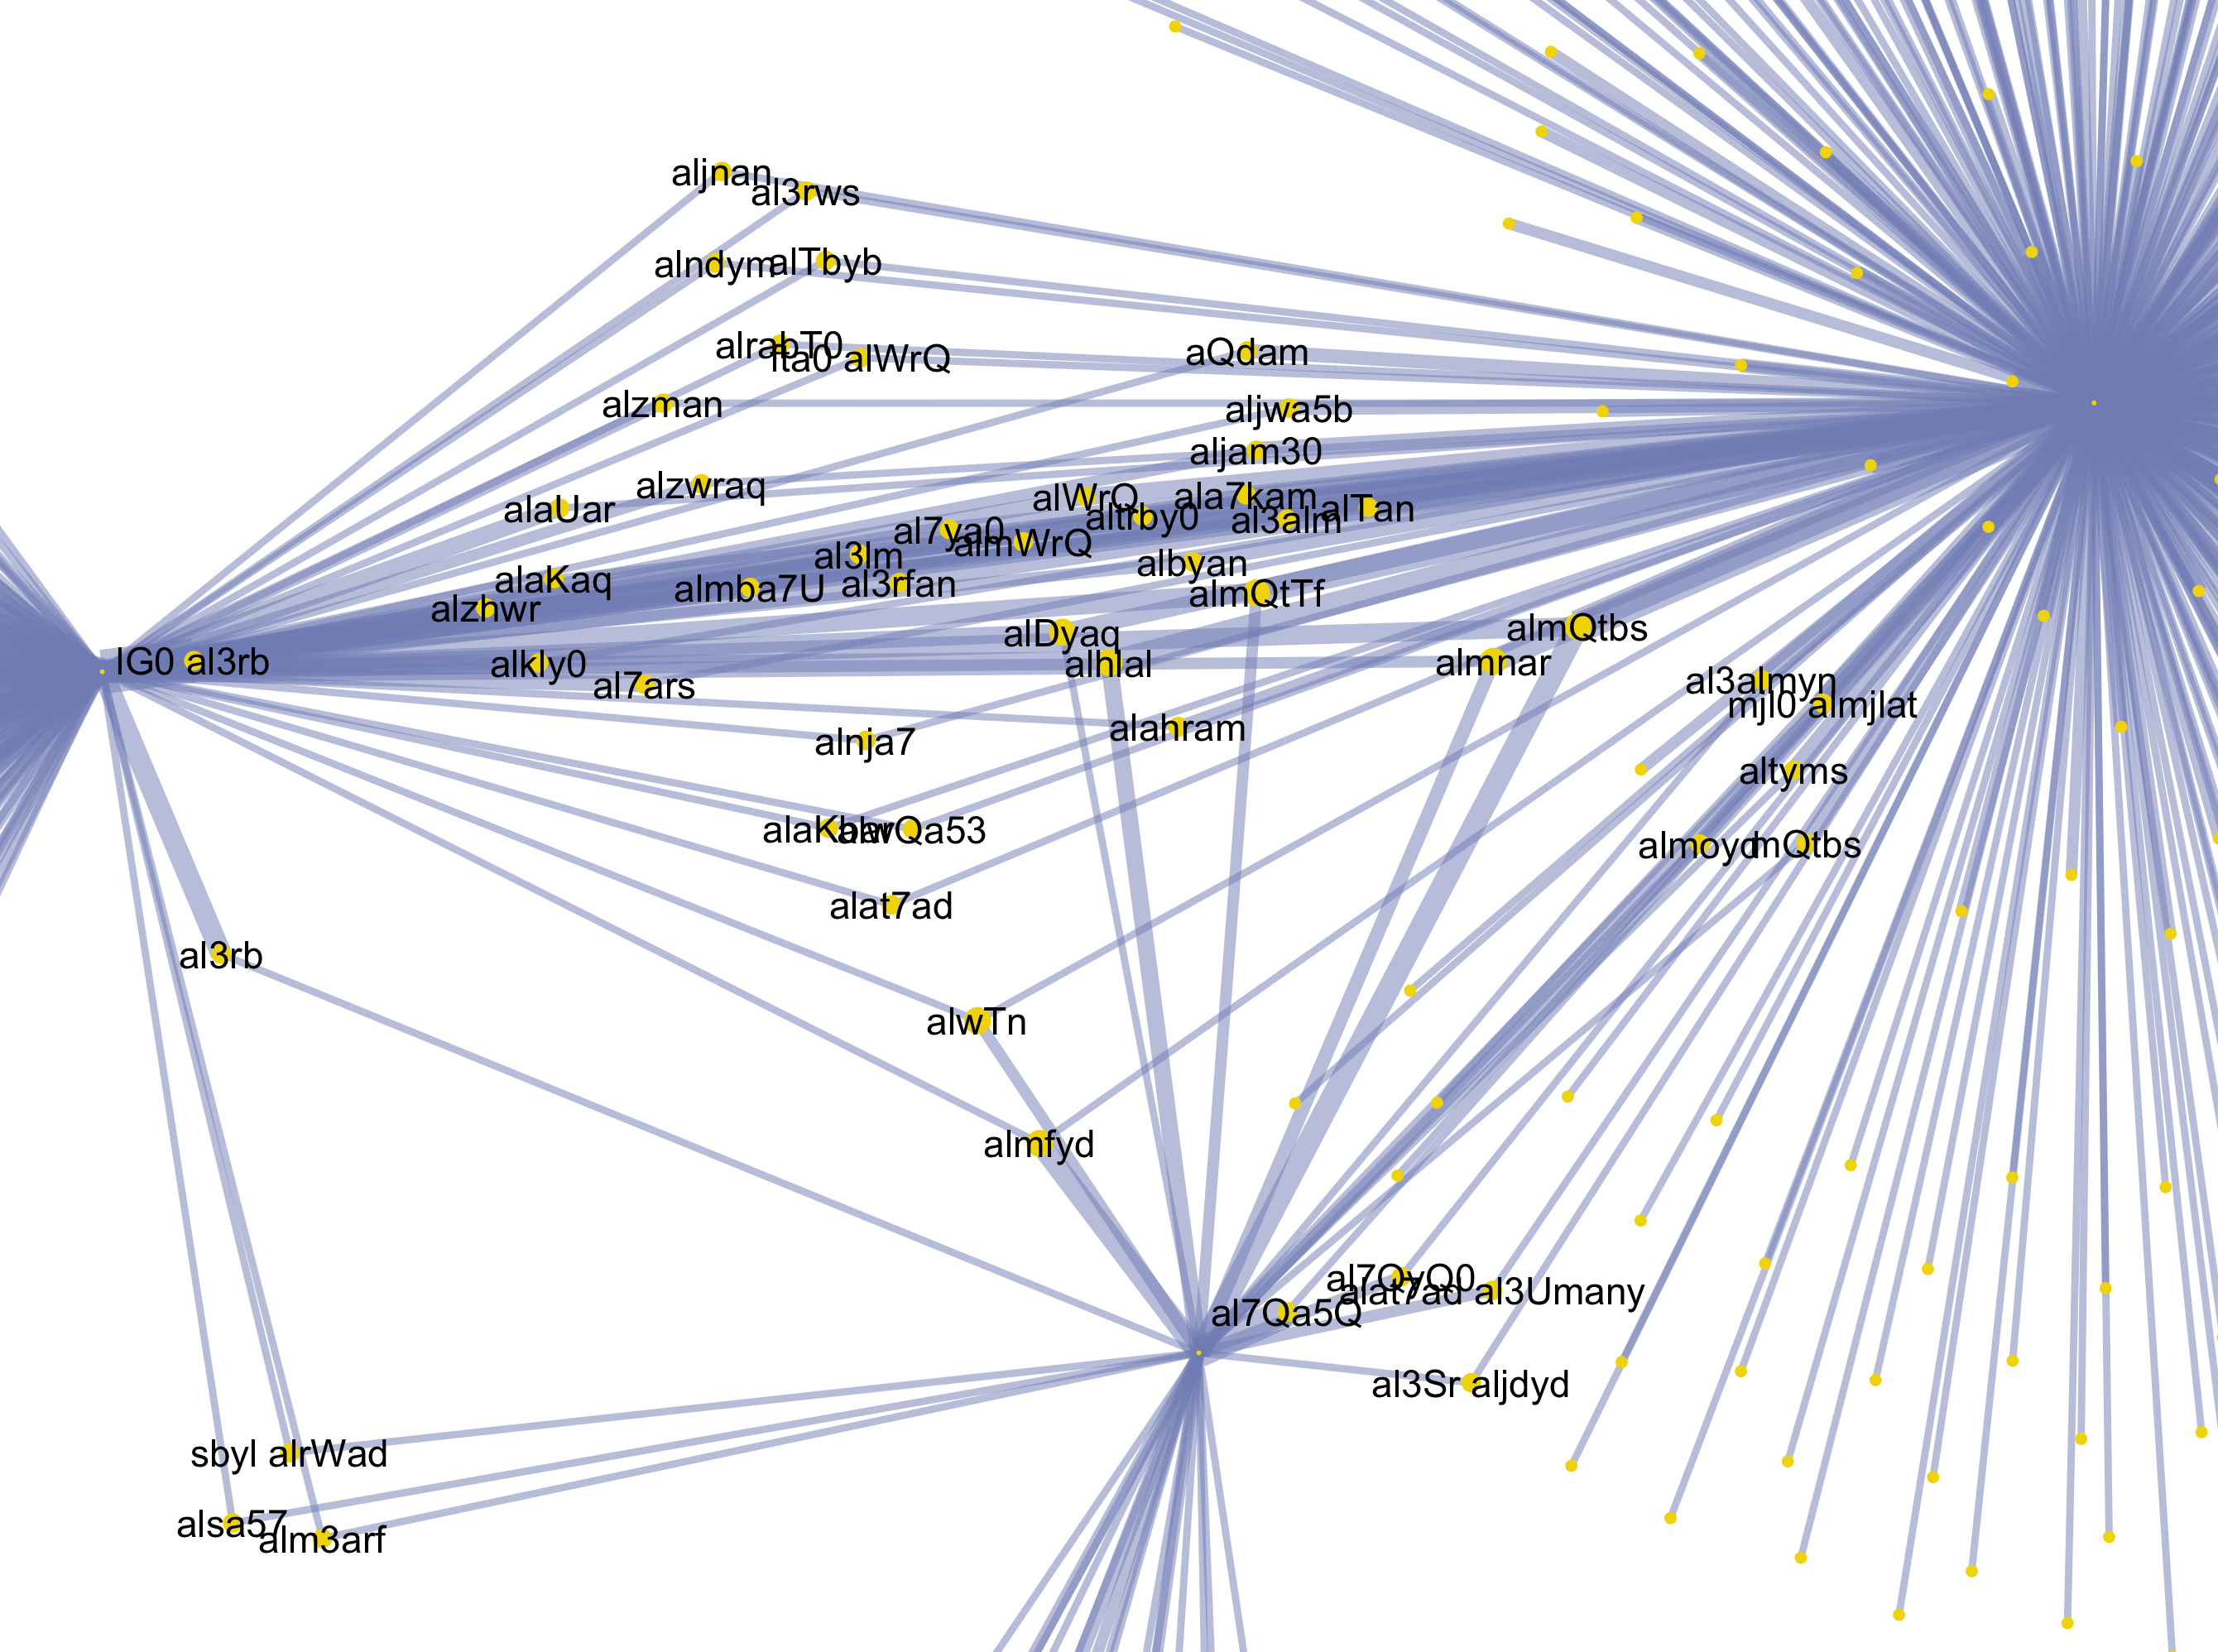 aljnan
al3rws
alndym
alTbyb
alrabT0
lta0 alWrQ
aQdam
alzman
aljwa5b
aljam30
alzwraq
alaUar
alWrQ
ala7kam
alTan
altrby0
al3alm
al7ya0
almWrQ
al3lm
albyan
alaKaq
almba7U
al3rfan
almQtTf
alzhwr
alDyaq
almQtbs
lG0 al3rb
alkly0
alhlal
almnar
al7ars
al3almyn
mjl0 almjlat
alahram
alnja7
altyms
alaKbar
alwQa53
almoyd
mQtbs
alat7ad
al3rb
alwTn
almfyd
al7QyQ0
alat7ad al3Umany
al7Qa5Q
al3Sr aljdyd
sbyl alrWad
alsa57
alm3arf